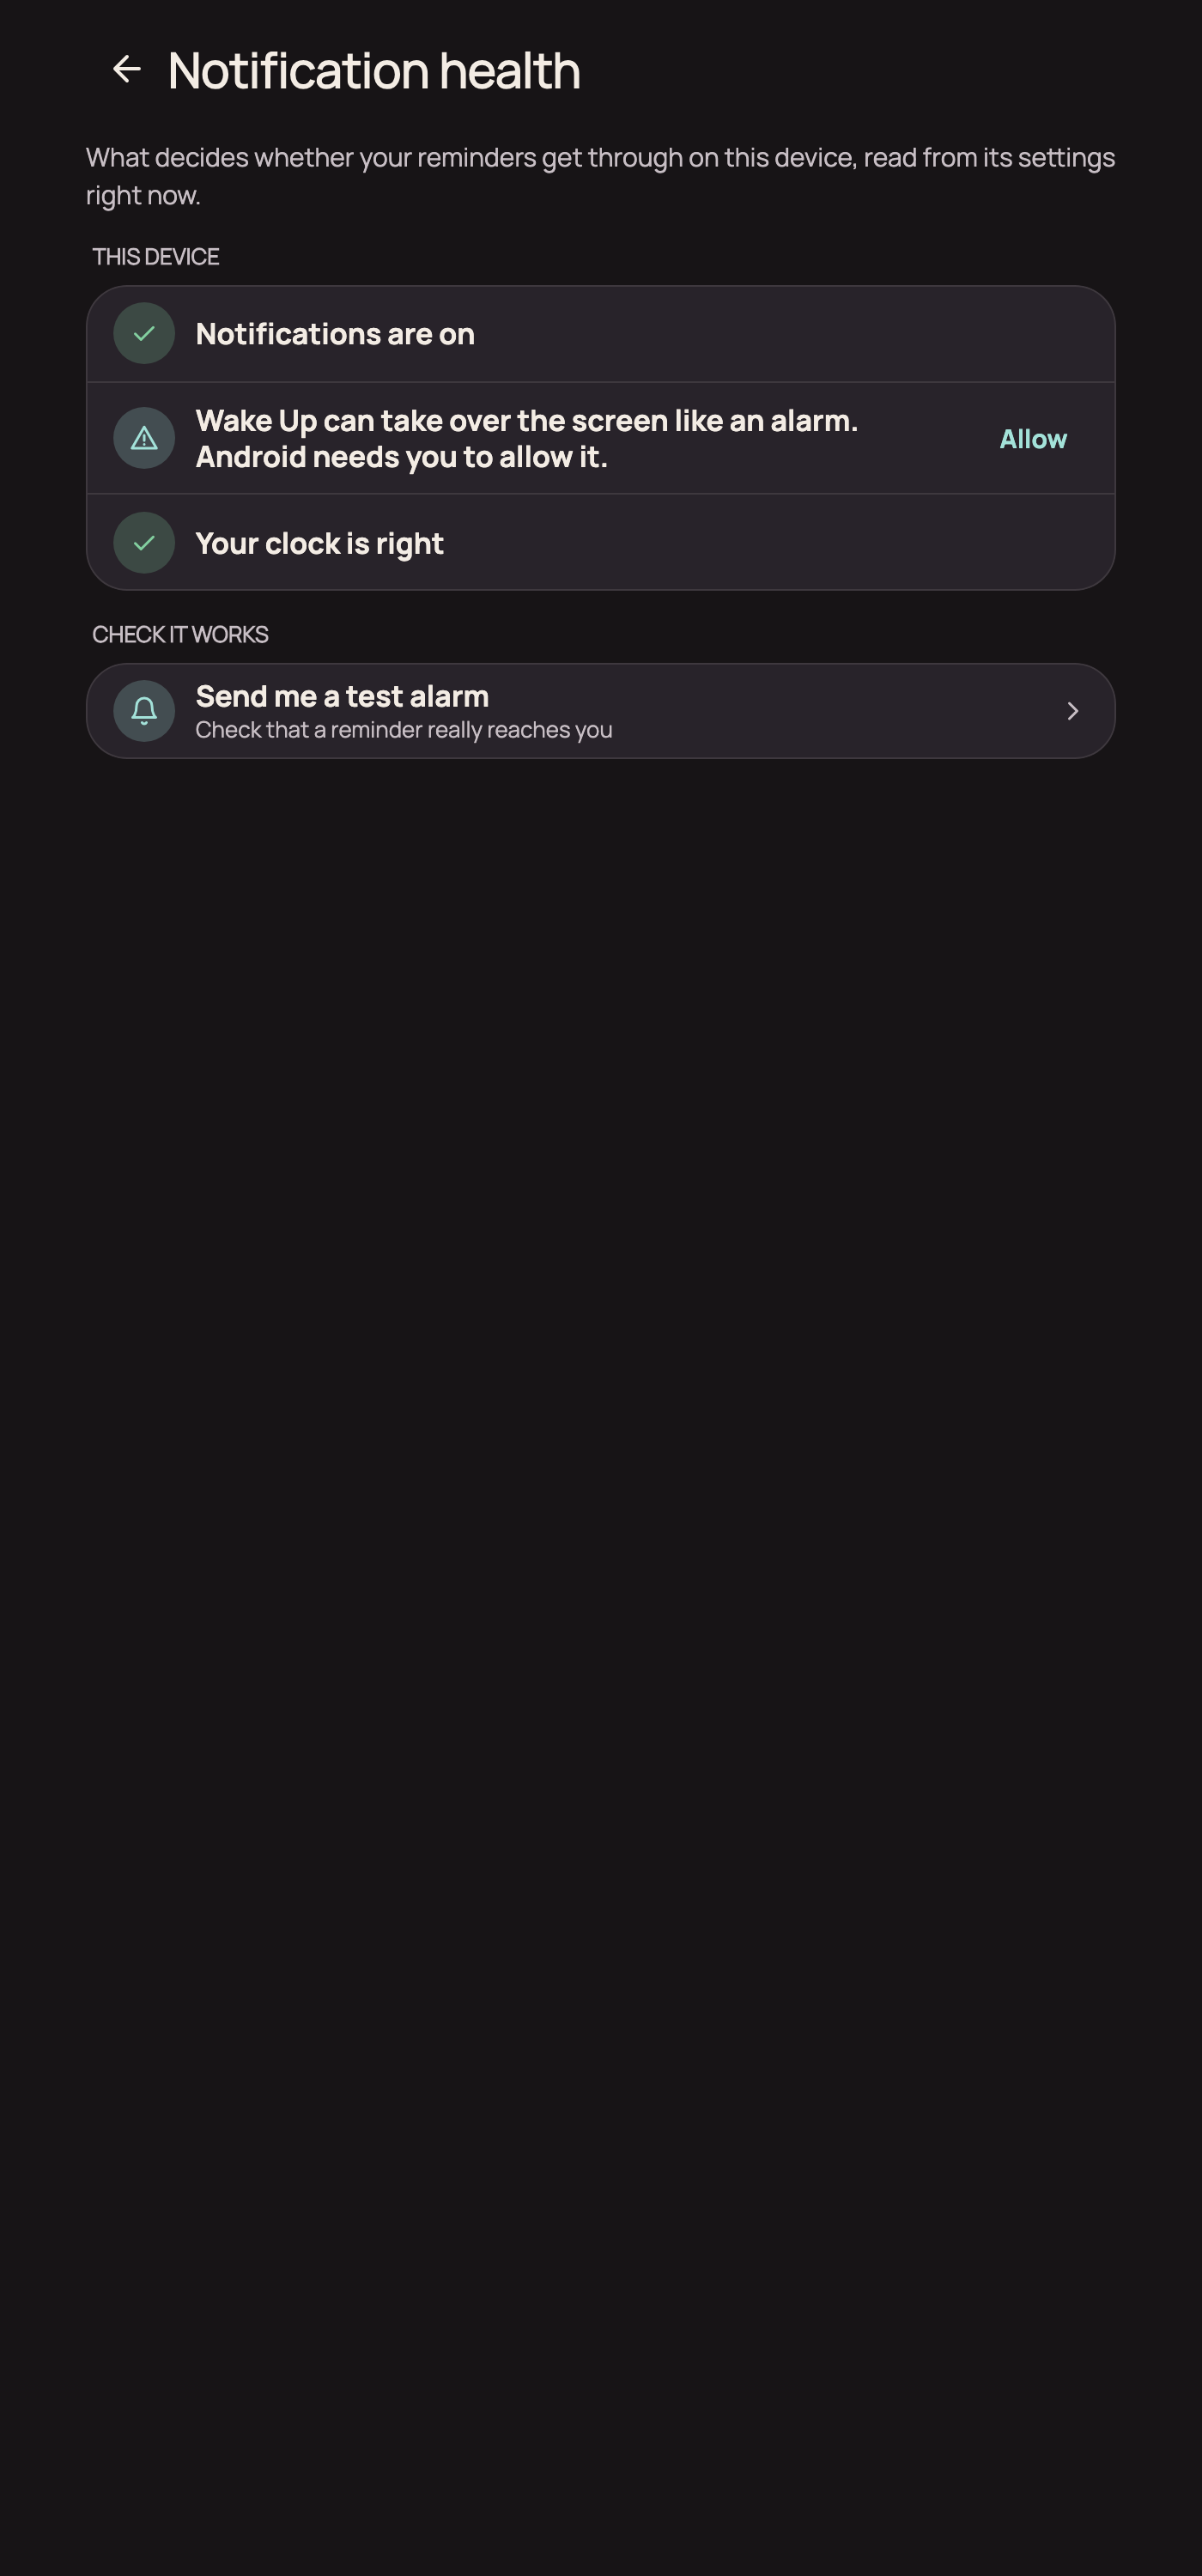 Notification health
What decides whether your reminders get through on this device, read from its settings
right now.
THIS DEVICE
Notifications are on
Wake Up can take over the screen like an alarm.
Android needs you to allow it.
Allow
Your clock is right
CHECK IT WORKS
Send me a test alarm
Check that a reminder really reaches you